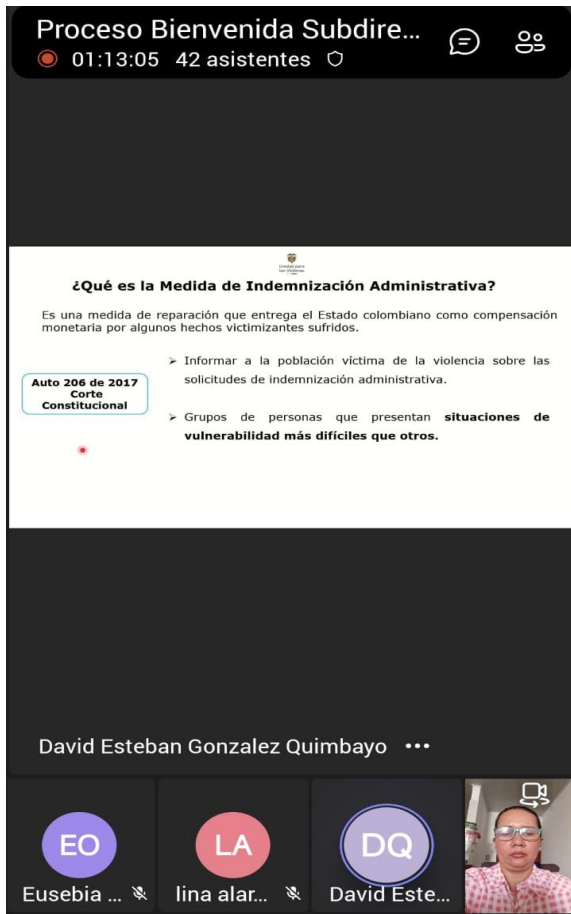 Proceso Bienvenida Subdire...
01:13:05 42 asistentes
Unidad para
las Víctimas
¿Qué es la Medida de Indemnización Administrativa?
Es una medida de reparación que entrega el Estado colombiano como compensación
monetaria por algunos hechos victimizantes sufridos.
Auto 206 de 2017
Corte
Constitucional
➢ Informar a la población víctima de la violencia sobre las
solicitudes de indemnización administrativa.
➢ Grupos de personas que presentan situaciones de
vulnerabilidad más difíciles que otros.
David Esteban Gonzalez Quimbayo
EO
LA
DQ
Eusebia ...
lina alar...
David Este...